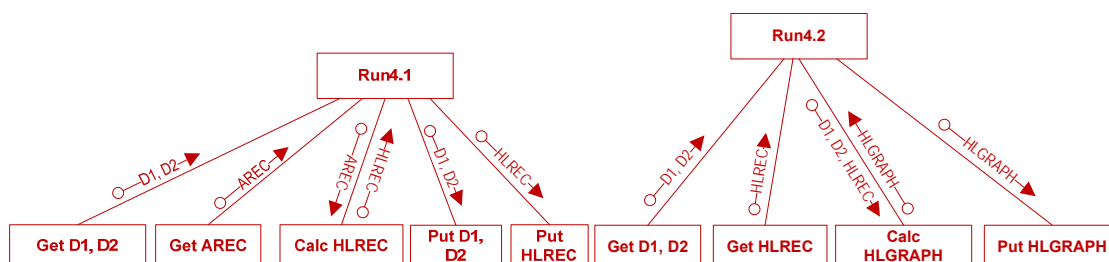 Run4.2
Run4.1
D1, D2
AREC
AREC
HLREC
D1, D2
HLREC
D1, D2
HLREC
D1, D2, HLREC
HLGRAPH
HLGRAPH
Get D1, D2
Get AREC
Calc HLREC
Put D1,
D2
Put
HLREC
Get D1, D2
Get HLREC
Calc
HLGRAPH
Put HLGRAPH